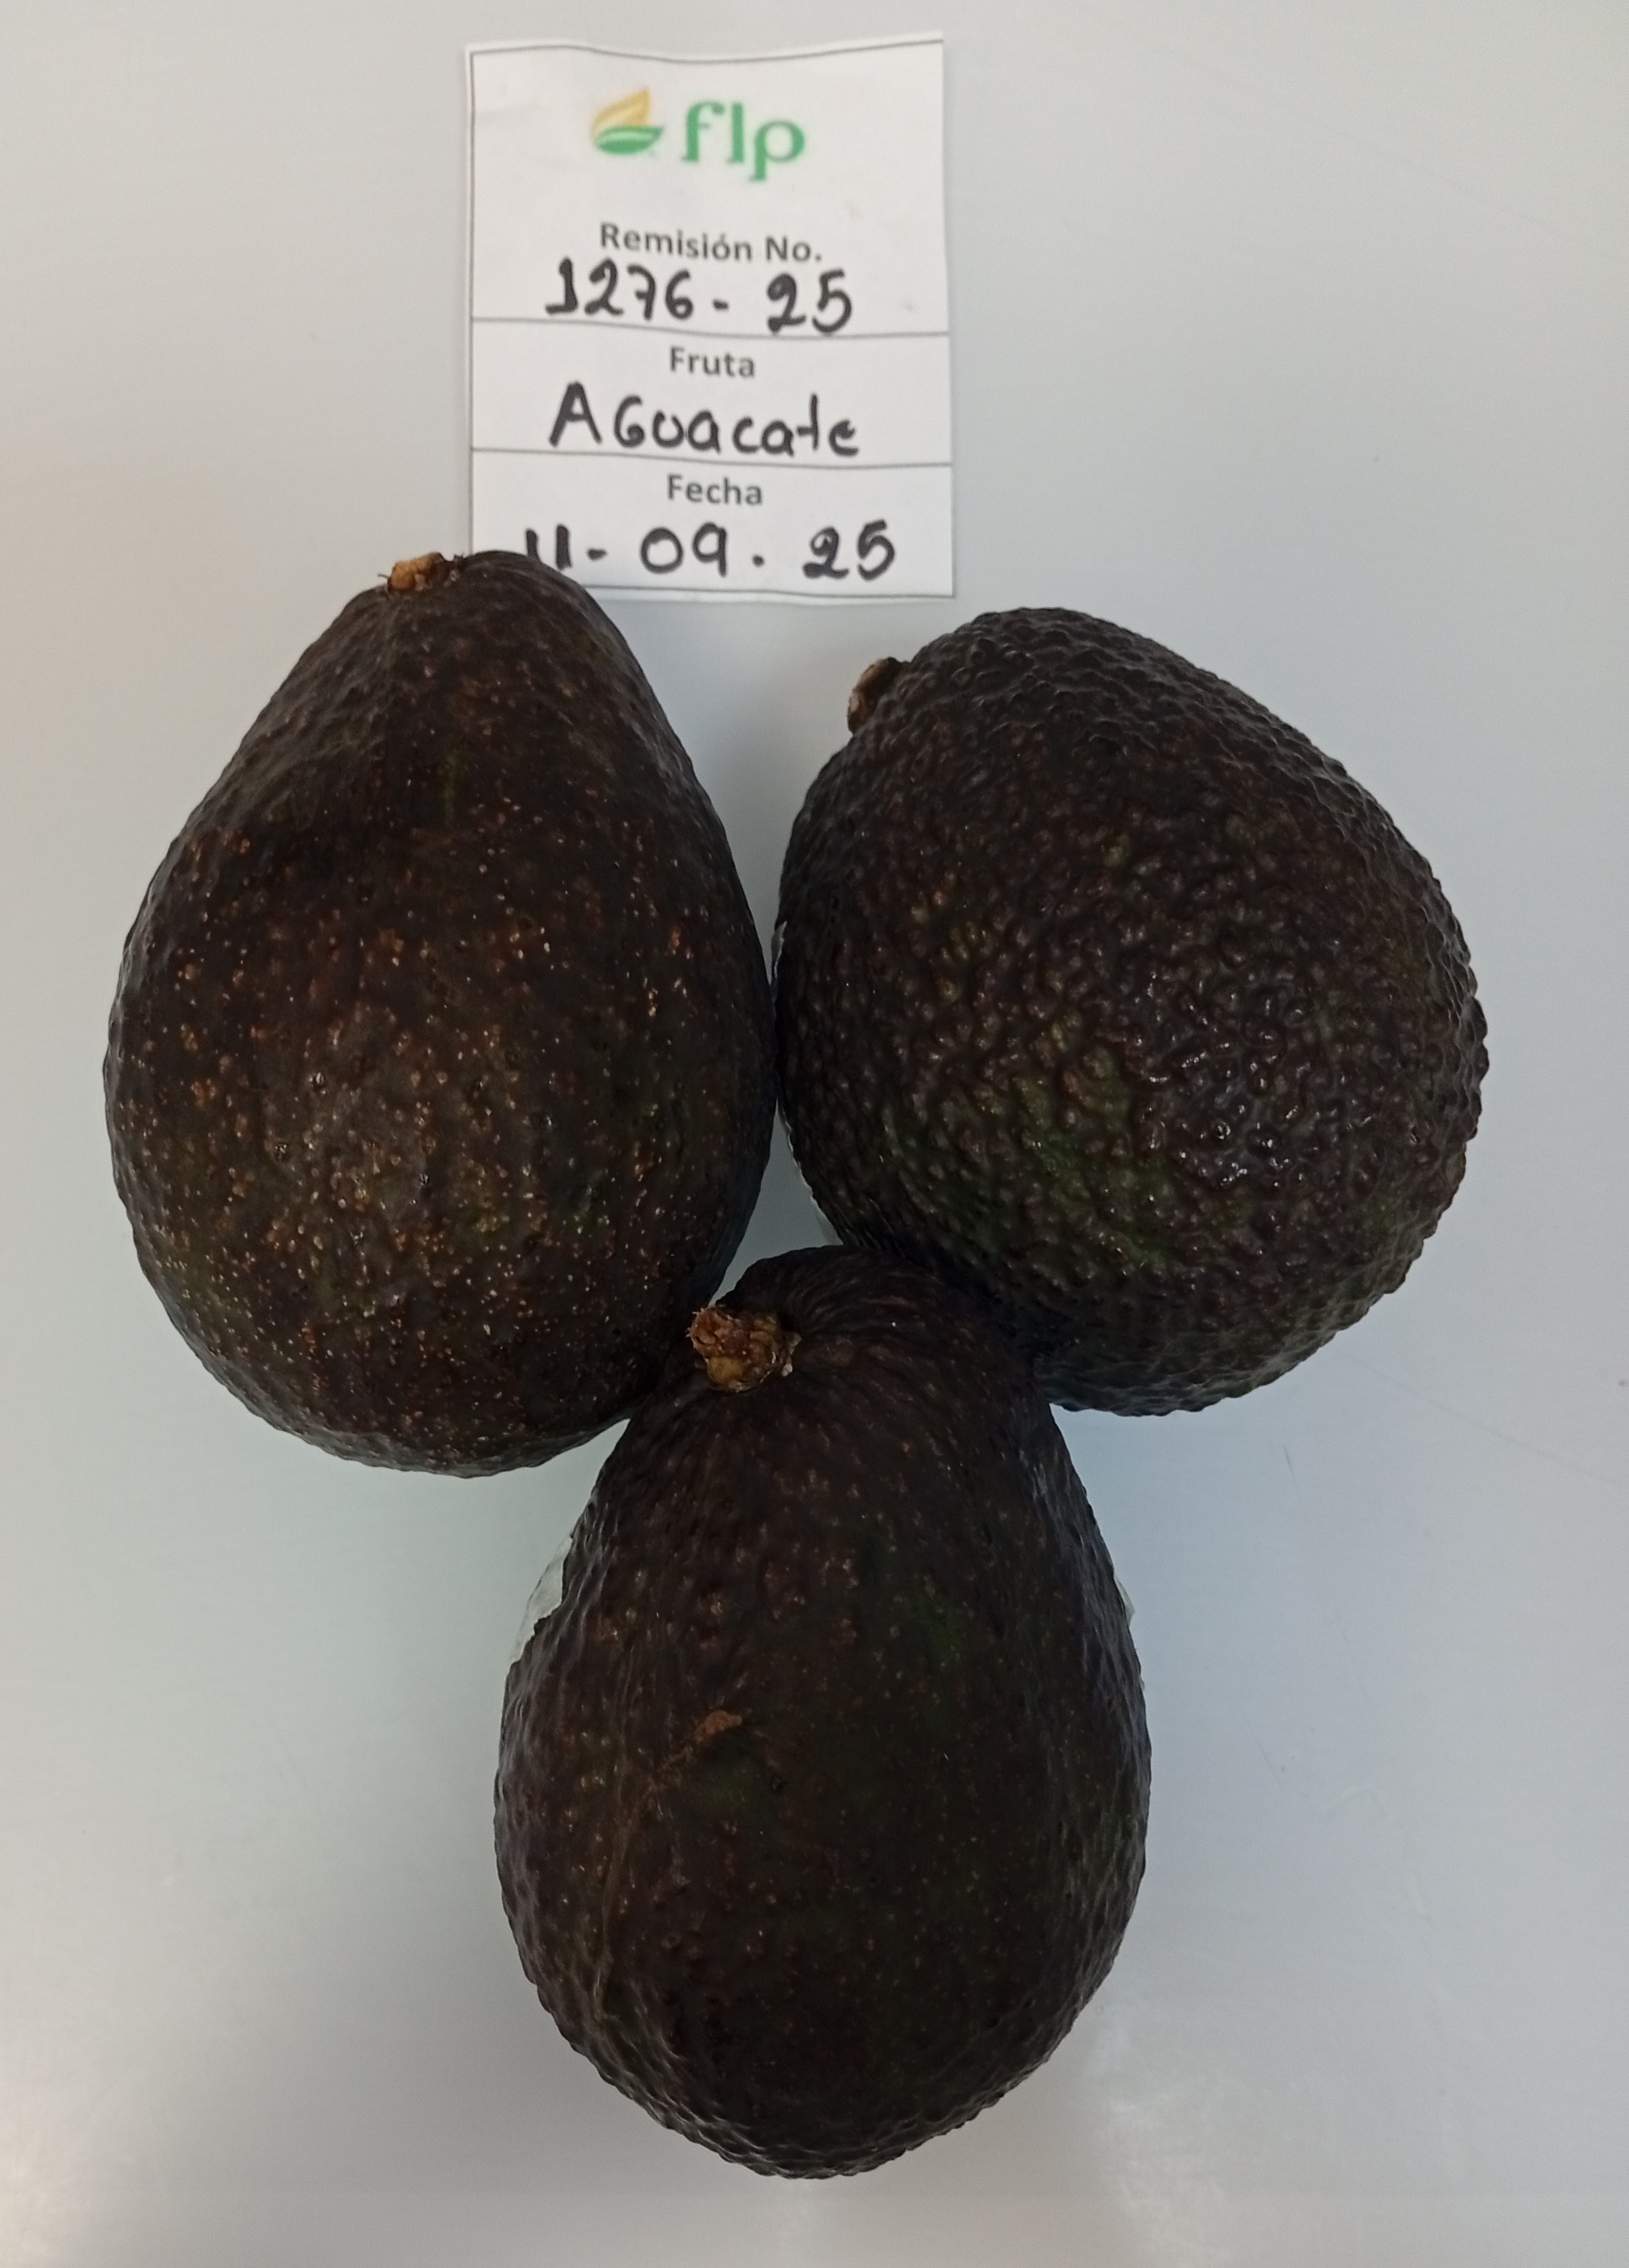 flp
Remisión No.
1276- 25
Fruta
AGuacate
Fecha
11- 09. 25